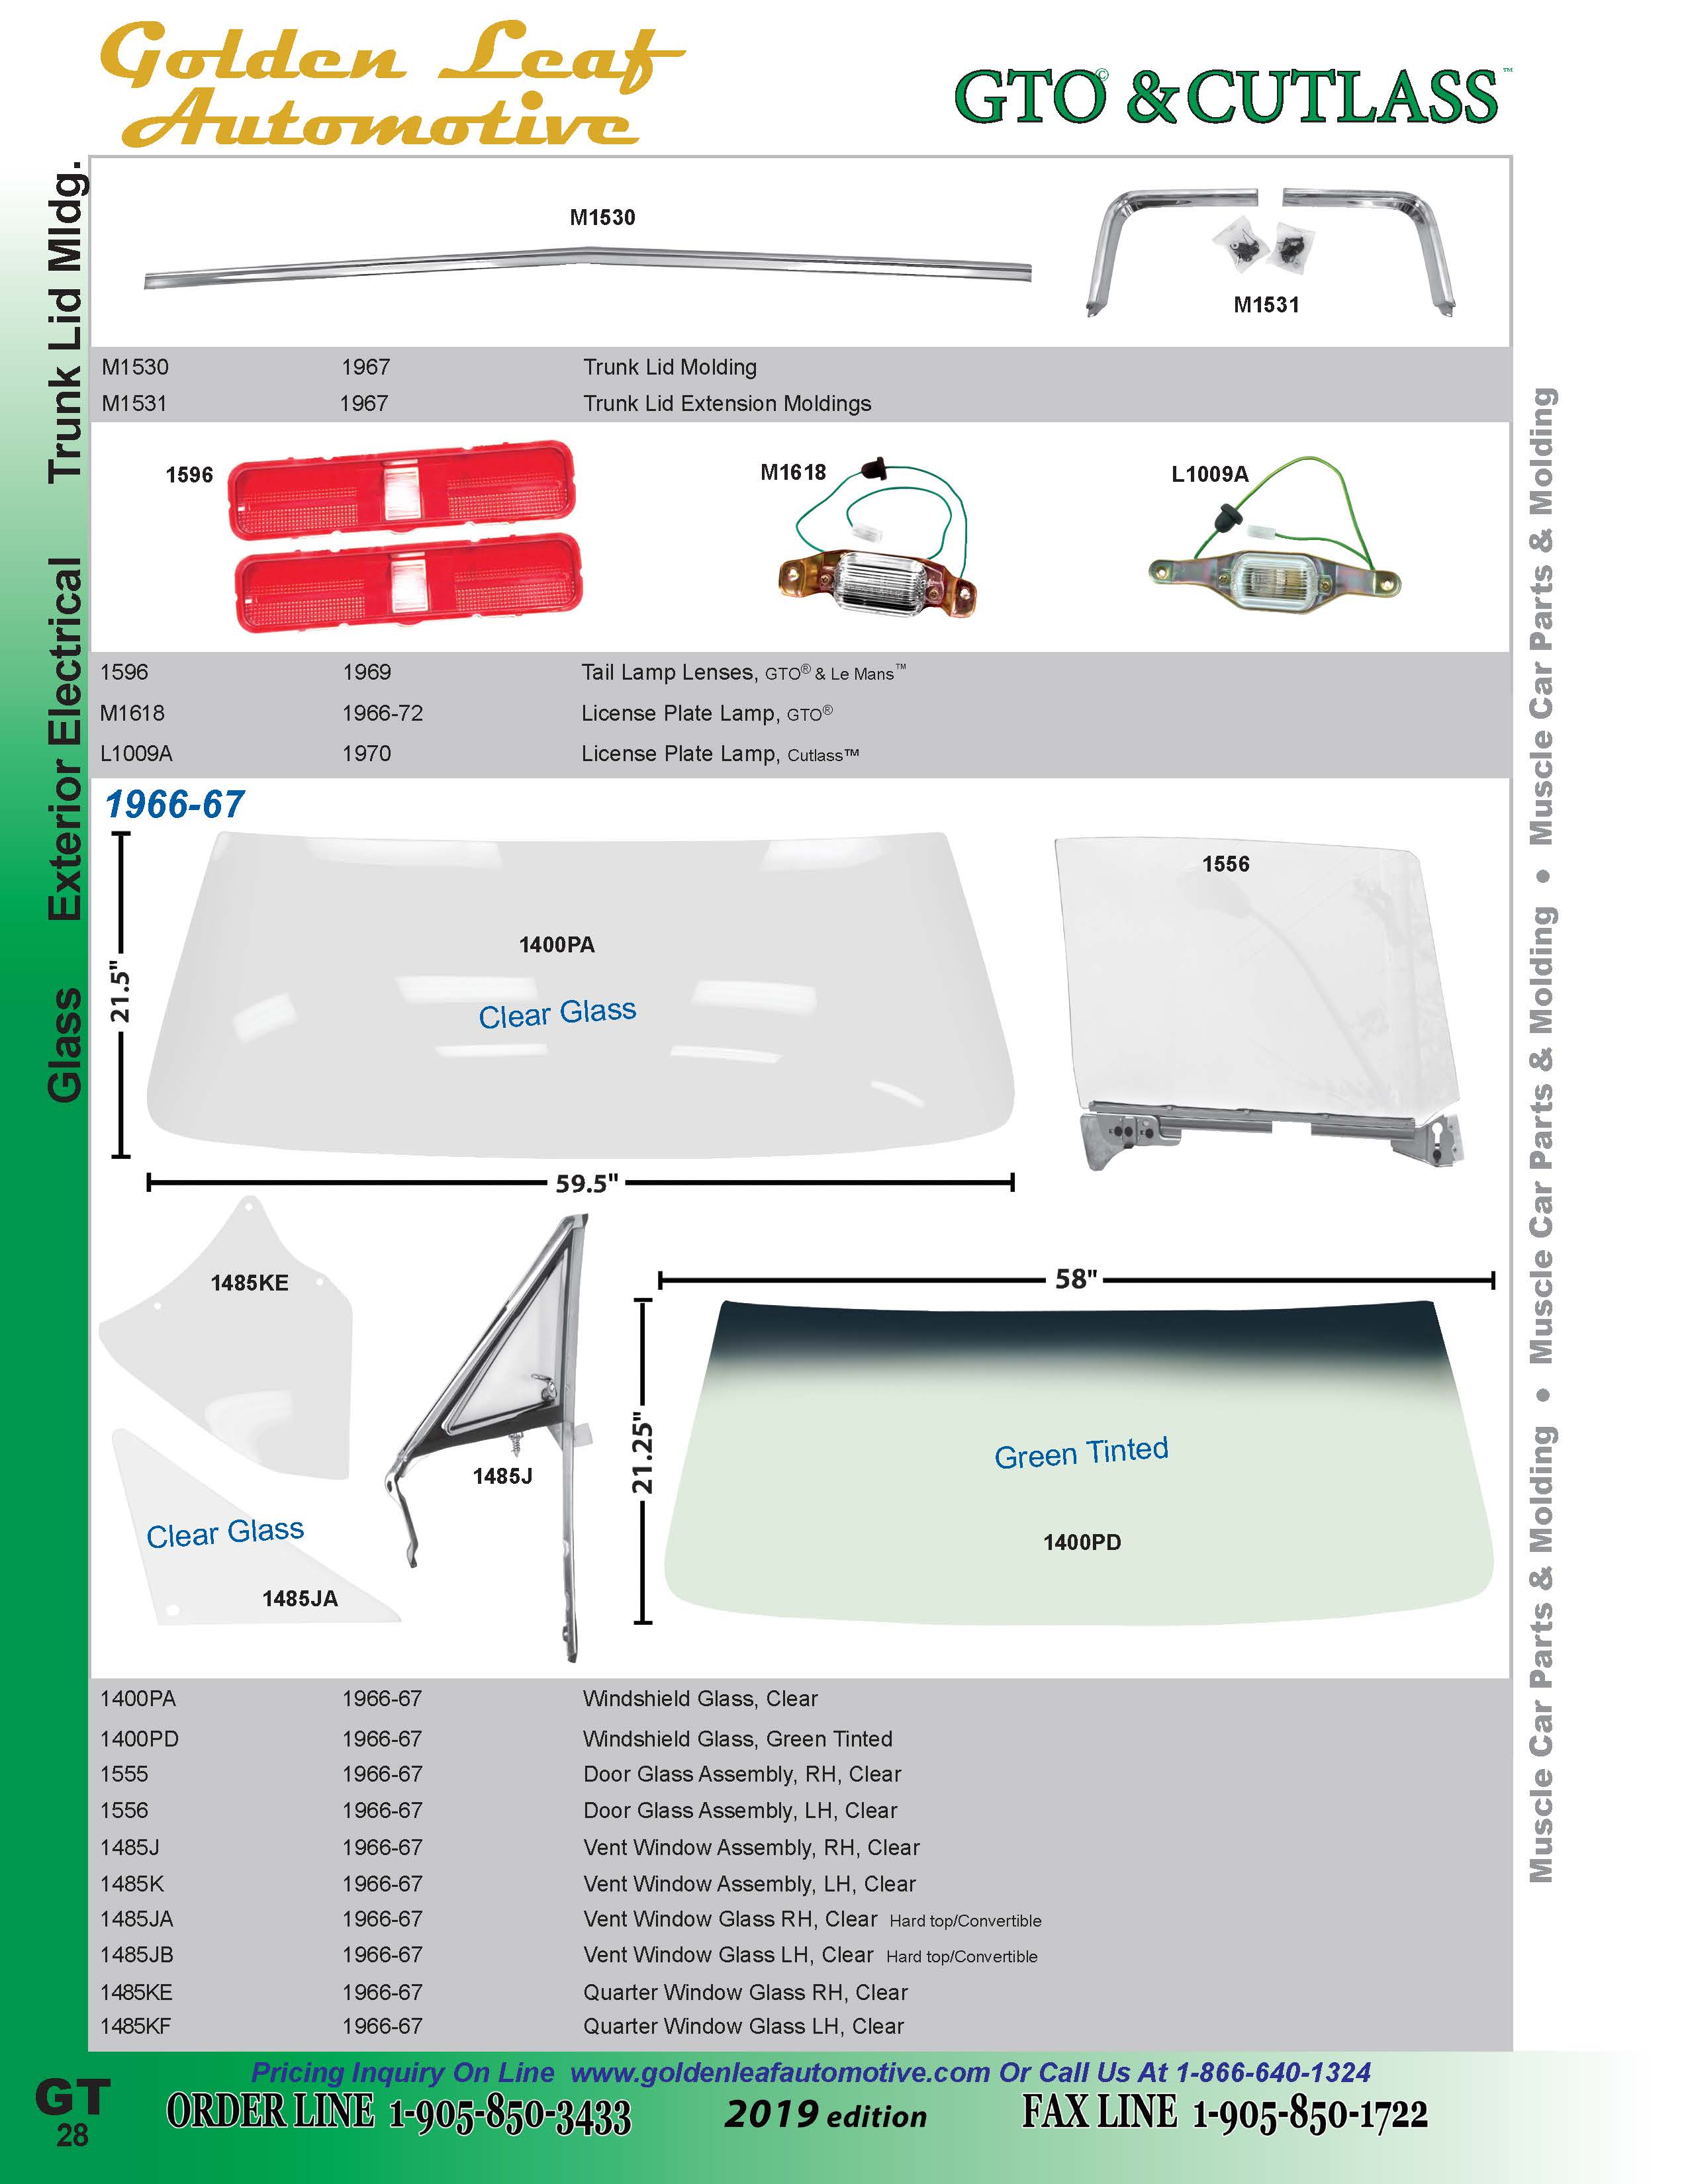 Golden Leaf
Automotive
GTO© & CUTLASS™
Trunk Lid Mldg.
Exterior Electrical
Glass
M1530
M1531
M1530 1967 Trunk Lid Molding
M1531 1967 Trunk Lid Extension Moldings
1596
M1618
L1009A
1596 1969 Tail Lamp Lenses, GTO® & Le Mans™
M1618 1966-72 License Plate Lamp, GTO®
L1009A 1970 License Plate Lamp, Cutlass™
1966-67
21.5"
1400PA
Clear Glass
59.5"
1556
1485KE
1485J
Clear Glass
1485JA
58"
21.25"
Green Tinted
1400PD
1400PA 1966-67 Windshield Glass, Clear
1400PD 1966-67 Windshield Glass, Green Tinted
1555 1966-67 Door Glass Assembly, RH, Clear
1556 1966-67 Door Glass Assembly, LH, Clear
1485J 1966-67 Vent Window Assembly, RH, Clear
1485K 1966-67 Vent Window Assembly, LH, Clear
1485JA 1966-67 Vent Window Glass RH, Clear Hard top/Convertible
1485JB 1966-67 Vent Window Glass LH, Clear Hard top/Convertible
1485KE 1966-67 Quarter Window Glass RH, Clear
1485KF 1966-67 Quarter Window Glass LH, Clear
Muscle Car Parts & Molding • Muscle Car Parts & Molding • Muscle Car Parts & Molding
Pricing Inquiry On Line www.goldenleafautomotive.com Or Call Us At 1-866-640-1324
GT
28
ORDER LINE 1-905-850-3433
2019 edition
FAX LINE 1-905-850-1722